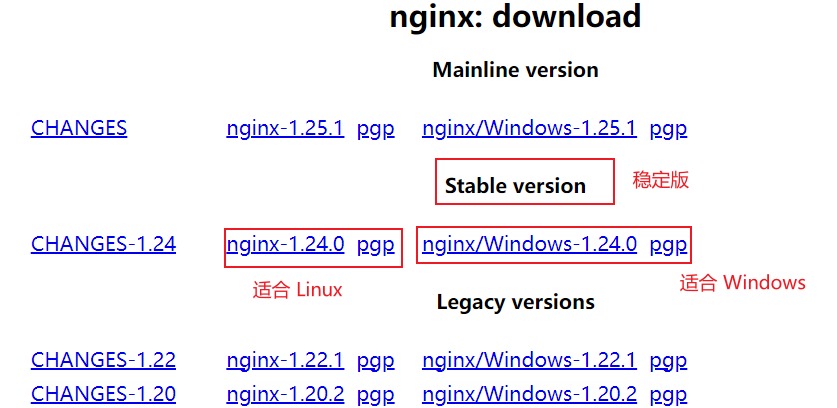 nginx: download
Mainline version
CHANGES nginx-1.25.1 pgp nginx/Windows-1.25.1 pgp
Stable version 稳定版
CHANGES-1.24 nginx-1.24.0 pgp nginx/Windows-1.24.0 pgp
适合 Linux 适合 Windows
Legacy versions
CHANGES-1.22 nginx-1.22.1 pgp nginx/Windows-1.22.1 pgp
CHANGES-1.20 nginx-1.20.2 pgp nginx/Windows-1.20.2 pgp